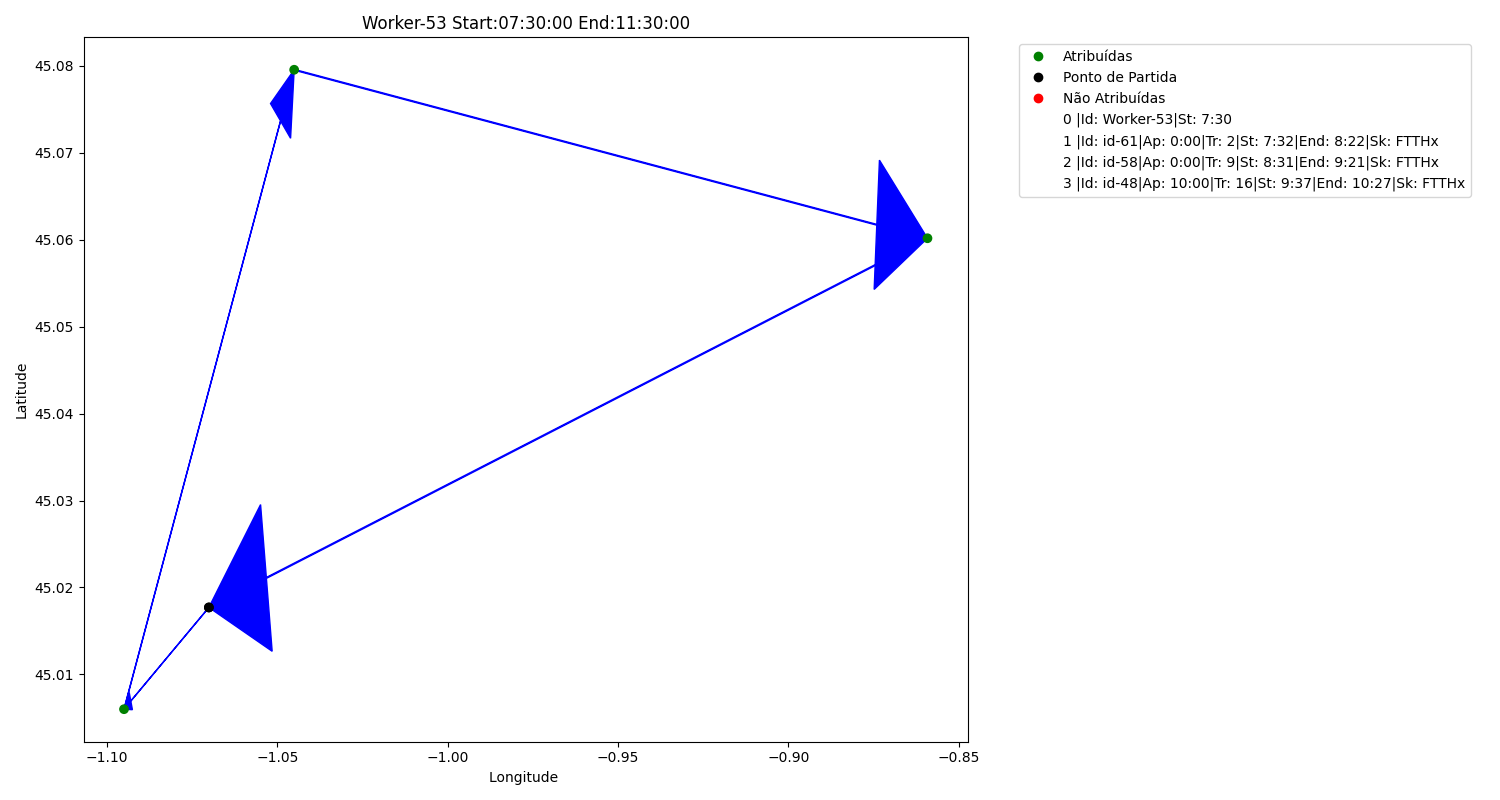 Worker-53 Start:07:30:00 End:11:30:00
45.08
45.07
45.06
45.05
45.04
45.03
45.02
45.01
Latitude
−1.10 −1.05 −1.00 −0.95 −0.90 −0.85
Longitude
Atribuídas
Ponto de Partida
Não Atribuídas
0 |Id: Worker-53|St: 7:30
1 |Id: id-61|Ap: 0:00|Tr: 2|St: 7:32|End: 8:22|Sk: FTTHx
2 |Id: id-58|Ap: 0:00|Tr: 9|St: 8:31|End: 9:21|Sk: FTTHx
3 |Id: id-48|Ap: 10:00|Tr: 16|St: 9:37|End: 10:27|Sk: FTTHx